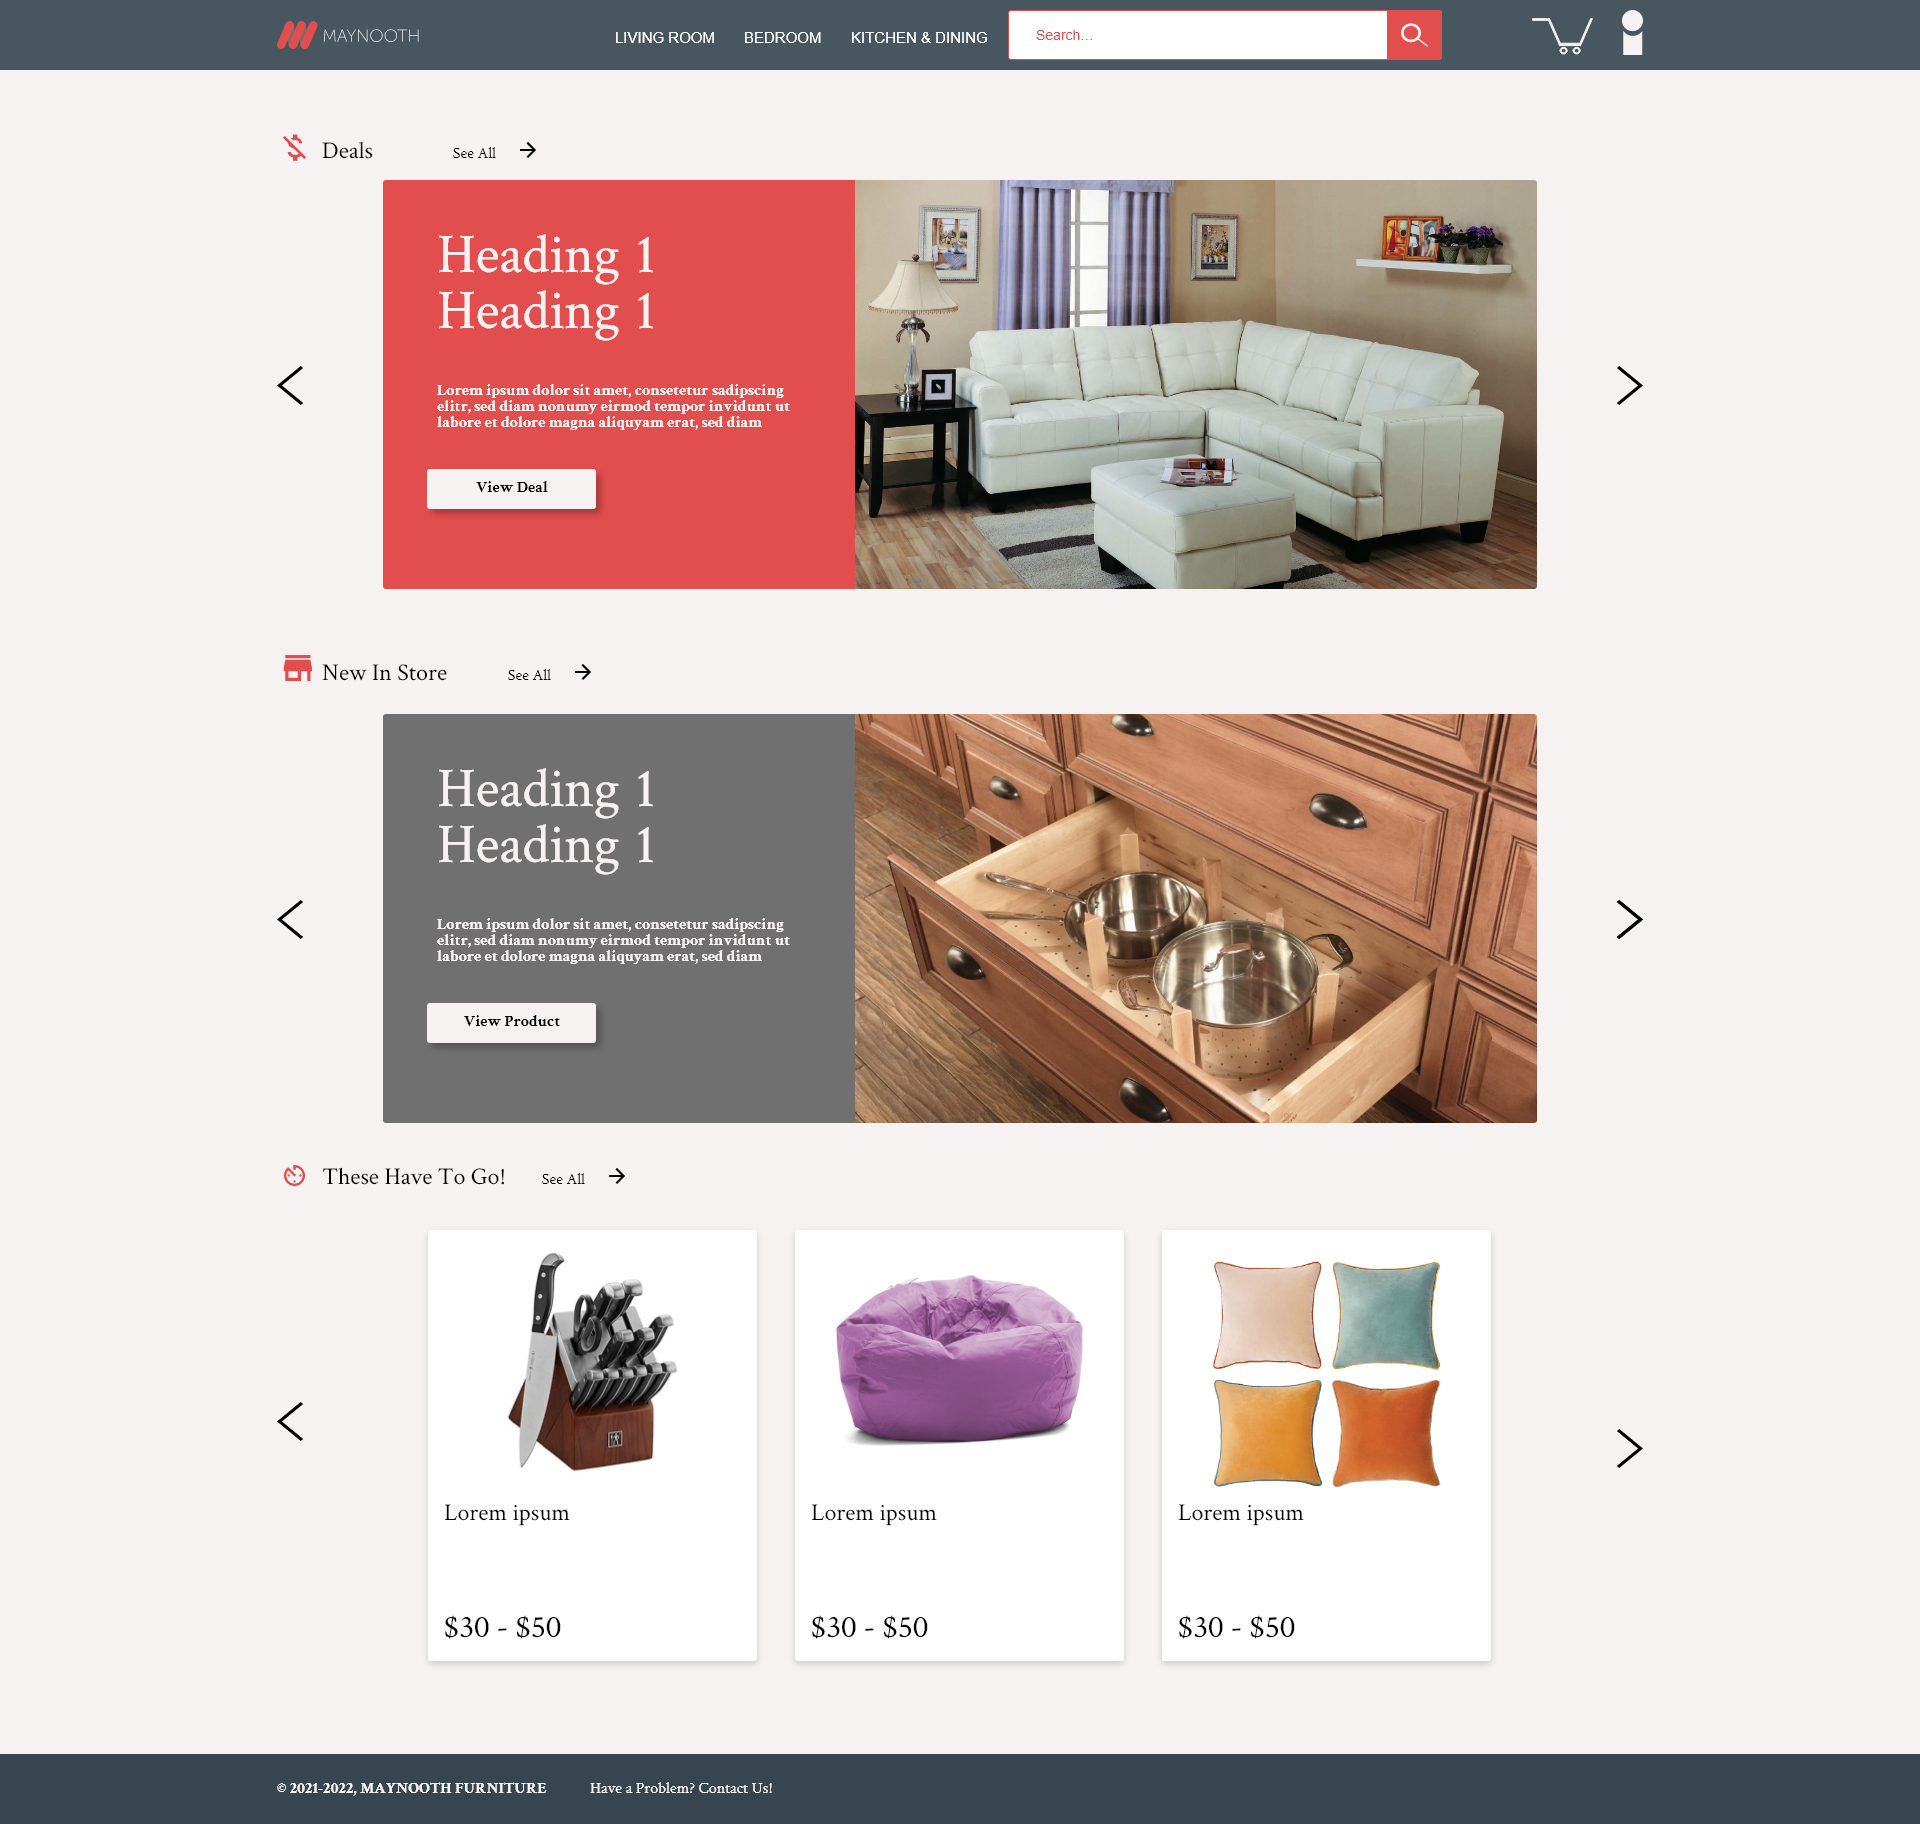 MAYNOOTH
LIVING ROOM
BEDROOM
KITCHEN & DINING
Search...
Deals
See All
Heading 1
Heading 1
Lorem ipsum dolor sit amet, consetetur sadipscing
elitr, sed diam nonumy eirmod tempor invidunt ut
labore et dolore magna aliquyam erat, sed diam
View Deal
New In Store
See All
Heading 1
Heading 1
Lorem ipsum dolor sit amet, consetetur sadipscing
elitr, sed diam nonumy eirmod tempor invidunt ut
labore et dolore magna aliquyam erat, sed diam
View Product
These Have To Go!
See All
Lorem ipsum
$30 - $50
Lorem ipsum
$30 - $50
Lorem ipsum
$30 - $50
© 2021-2022, MAYNOOTH FURNITURE
Have a Problem? Contact Us!